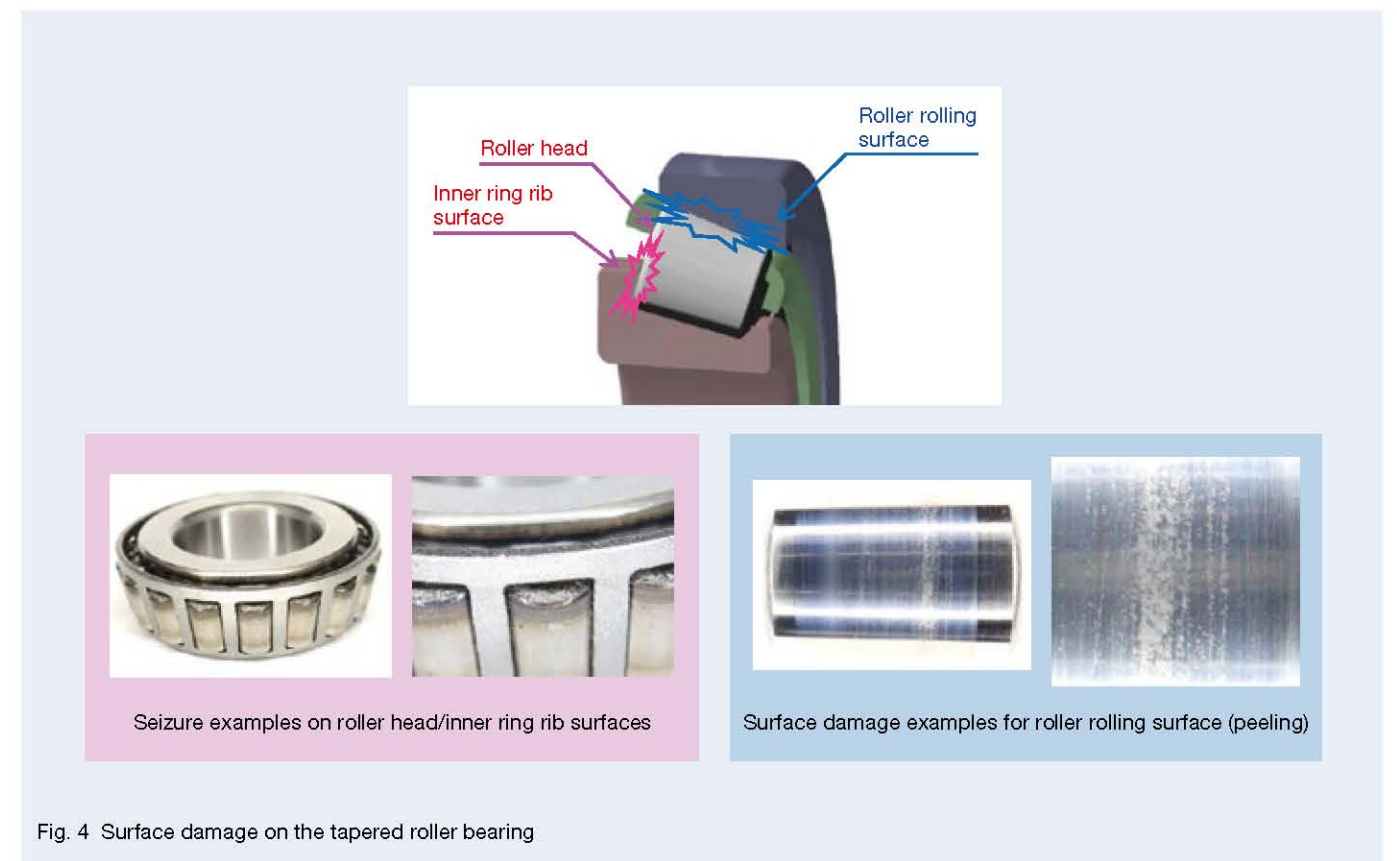 Roller rolling
surface
Roller head
Inner ring rib
surface
Seizure examples on roller head/inner ring rib surfaces
Surface damage examples for roller rolling surface (peeling)
Fig. 4  Surface damage on the tapered roller bearing